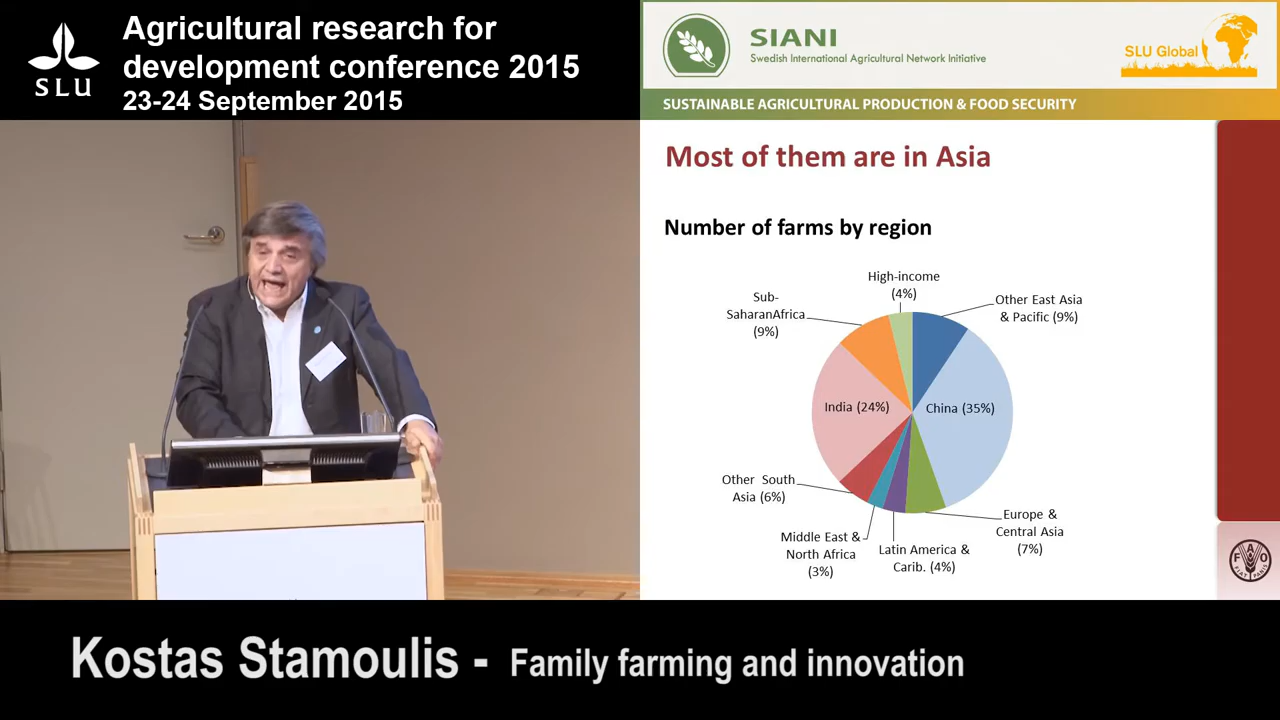 SLU
Agricultural research for
development conference 2015
23-24 September 2015
SIANI
Swedish International Agricultural Network Initiative
SLU Global
SUSTAINABLE AGRICULTURAL PRODUCTION & FOOD SECURITY
Most of them are in Asia
Number of farms by region
High-income
(4%)
Other East Asia
& Pacific (9%)
Sub-
SaharanAfrica
(9%)
India (24%)
China (35%)
Other South
Asia (6%)
Europe &
Central Asia
(7%)
Middle East &
North Africa
(3%)
Latin America &
Carib. (4%)
F A O
FIAT PANIS
Kostas Stamoulis - Family farming and innovation